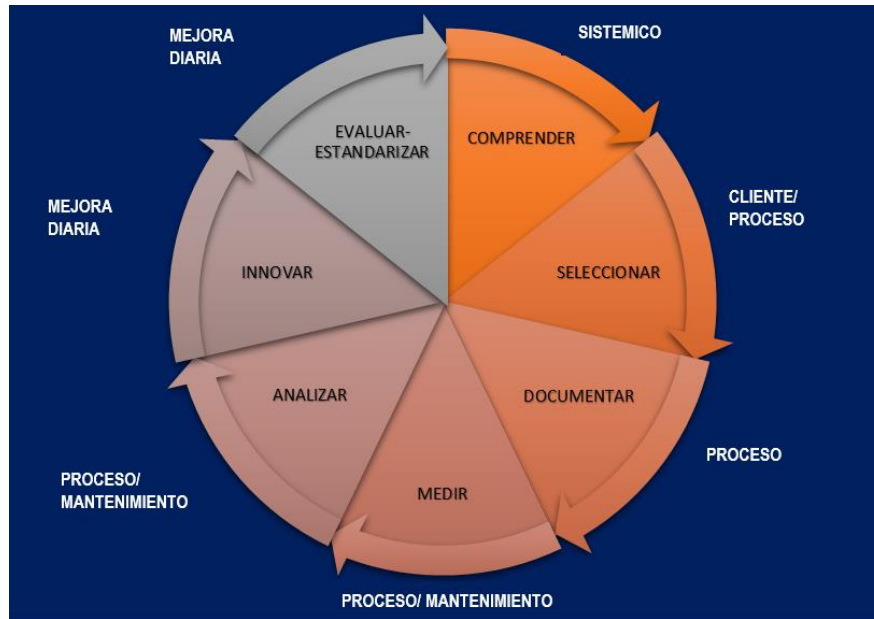 MEJORA
DIARIA
SISTEMICO
EVALUAR-
ESTANDARIZAR
COMPRENDER
CLIENTE/
PROCESO
MEJORA
DIARIA
INNOVAR
SELECCIONAR
ANALIZAR
DOCUMENTAR
PROCESO
PROCESO/
MANTENIMIENTO
MEDIR
PROCESO/ MANTENIMIENTO